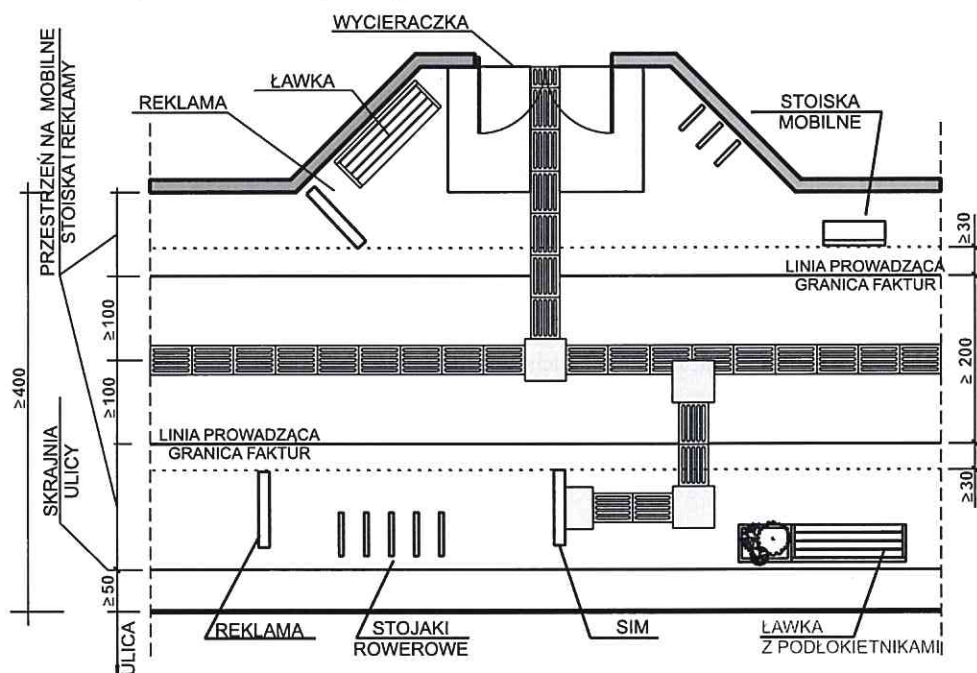 WYCIERACZKA
ŁAWKA
REKLAMA
STOISKA
MOBILNE
PRZESTRZEŃ NA MOBILNE
STOISKA I REKLAMY
≥30
LINIA PROWADZĄCA
GRANICA FAKTUR
≥100
≥400
≥100
≥200
LINIA PROWADZĄCA
GRANICA FAKTUR
SKRAJNIA
ULICY
≥30
≥50
ULICA
REKLAMA
STOJAKI
ROWEROWE
SIM
ŁAWKA
Z PODŁOKIETNIKAMI